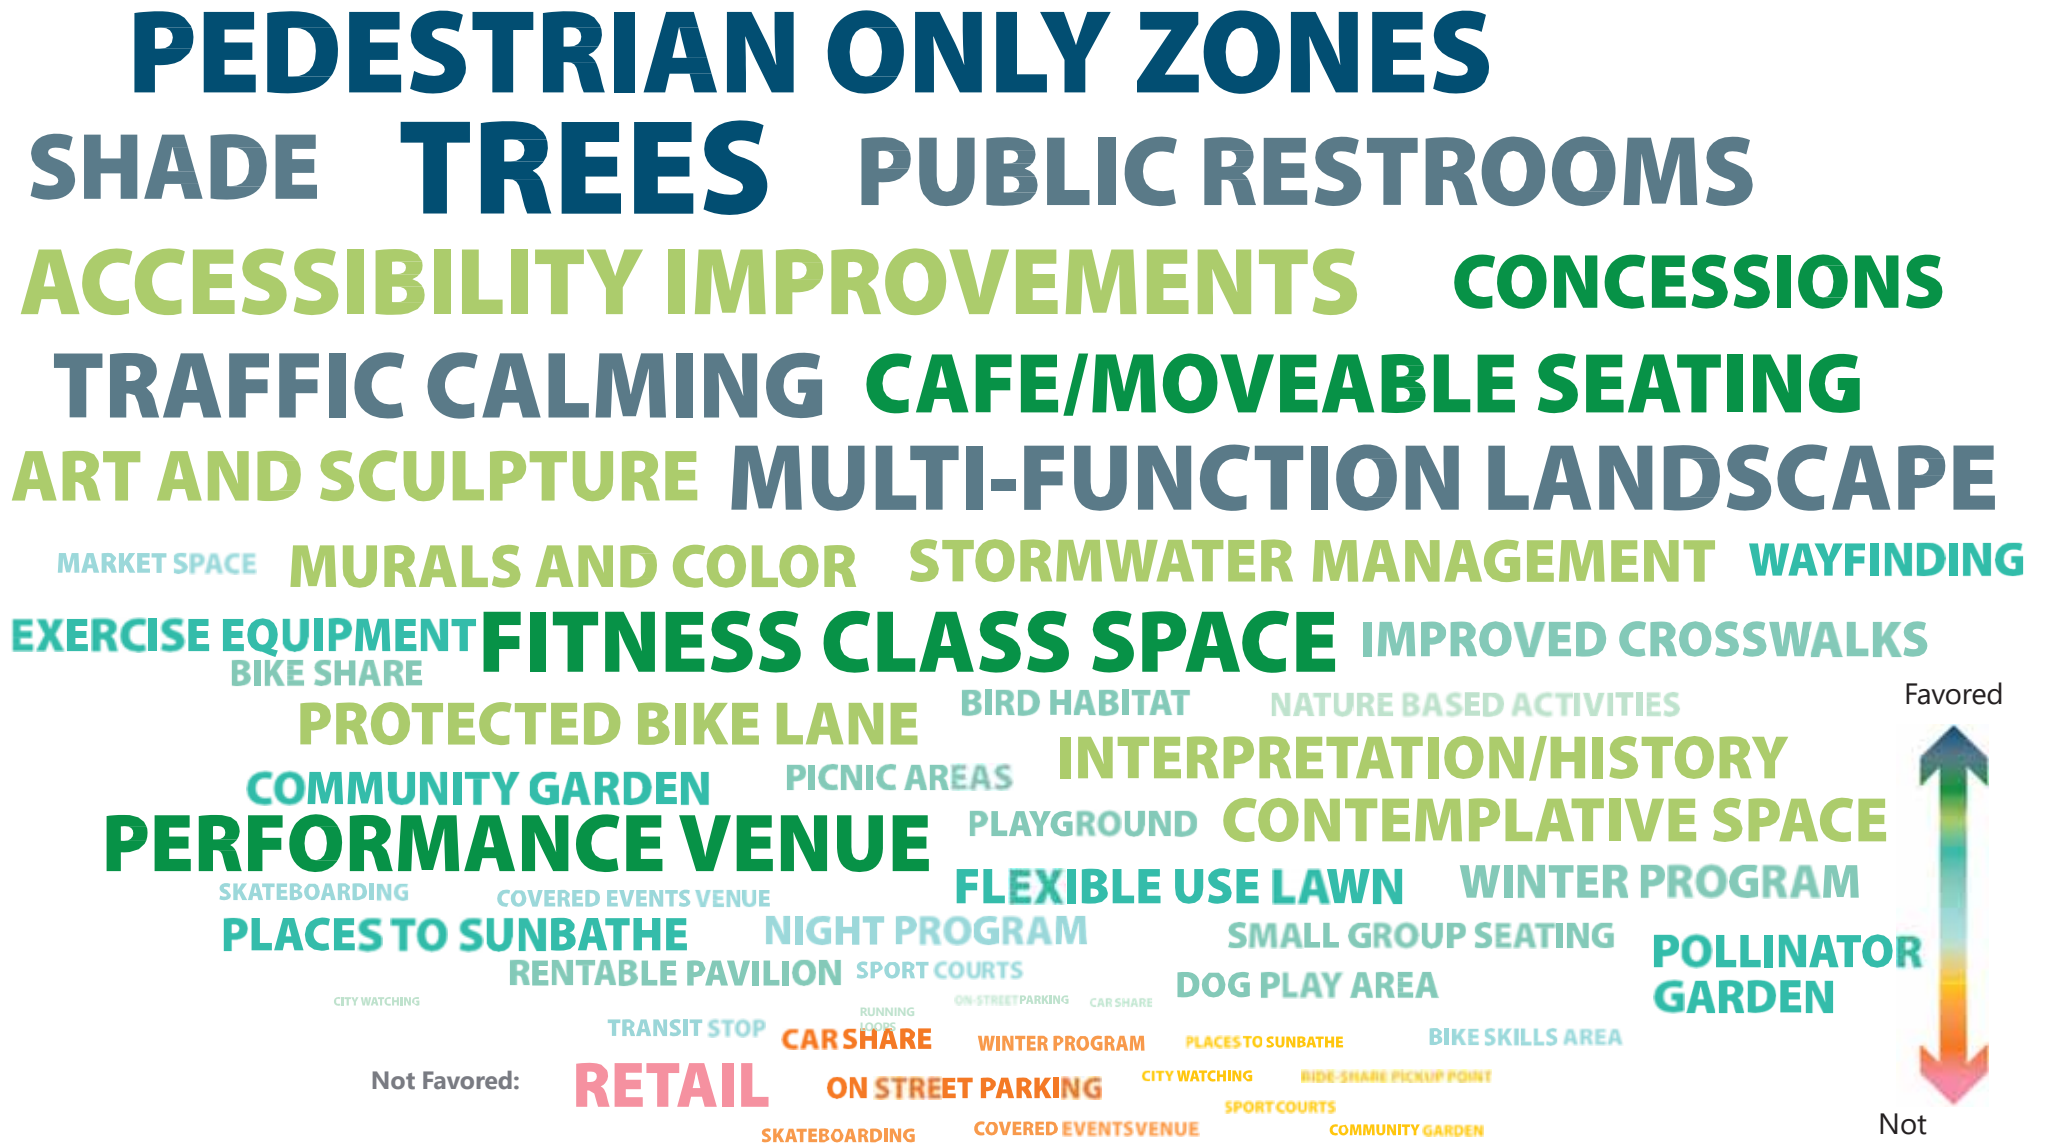 PEDESTRIAN ONLY ZONES
SHADE TREES PUBLIC RESTROOMS
ACCESSIBILITY IMPROVEMENTS CONCESSIONS
TRAFFIC CALMING CAFE/MOVEABLE SEATING
ART AND SCULPTURE MULTI-FUNCTION LANDSCAPE
MARKET SPACE MURALS AND COLOR STORMWATER MANAGEMENT WAYFINDING
EXERCISE EQUIPMENT FITNESS CLASS SPACE IMPROVED CROSSWALKS
BIKE SHARE
PROTECTED BIKE LANE BIRD HABITAT NATURE BASED ACTIVITIES
Favored
INTERPRETATION/HISTORY
COMMUNITY GARDEN PICNIC AREAS
PERFORMANCE VENUE PLAYGROUND CONTEMPLATIVE SPACE
SKATEBOARDING COVERED EVENTS VENUE FLEXIBLE USE LAWN WINTER PROGRAM
PLACES TO SUNBATHE NIGHT PROGRAM SMALL GROUP SEATING POLLINATOR
GARDEN
RENTABLE PAVILION SPORT COURTS DOG PLAY AREA
CITY WATCHING ON-STREET PARKING CAR SHARE
RUNNING
LOOPS
TRANSIT STOP CAR SHARE WINTER PROGRAM PLACES TO SUNBATHE BIKE SKILLS AREA
Not Favored: RETAIL ON STREET PARKING CITY WATCHING RIDE-SHARE PICKUP POINT
SPORT COURTS
SKATEBOARDING COVERED EVENTS VENUE COMMUNITY GARDEN
Not